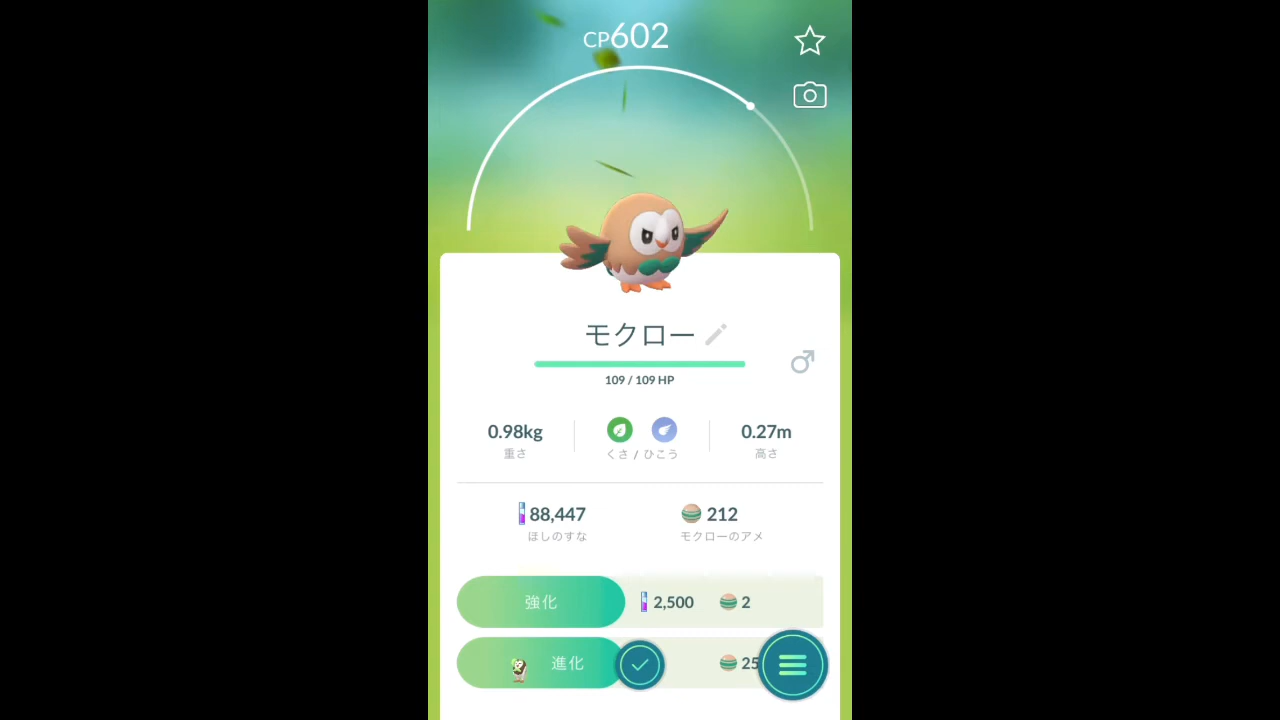 CP602
モクロー
109 / 109 HP
0.98kg
重さ
くさ / ひこう
0.27m
高さ
88,447
ほしのすな
212
モクローのアメ
強化 2,500 2
進化 25